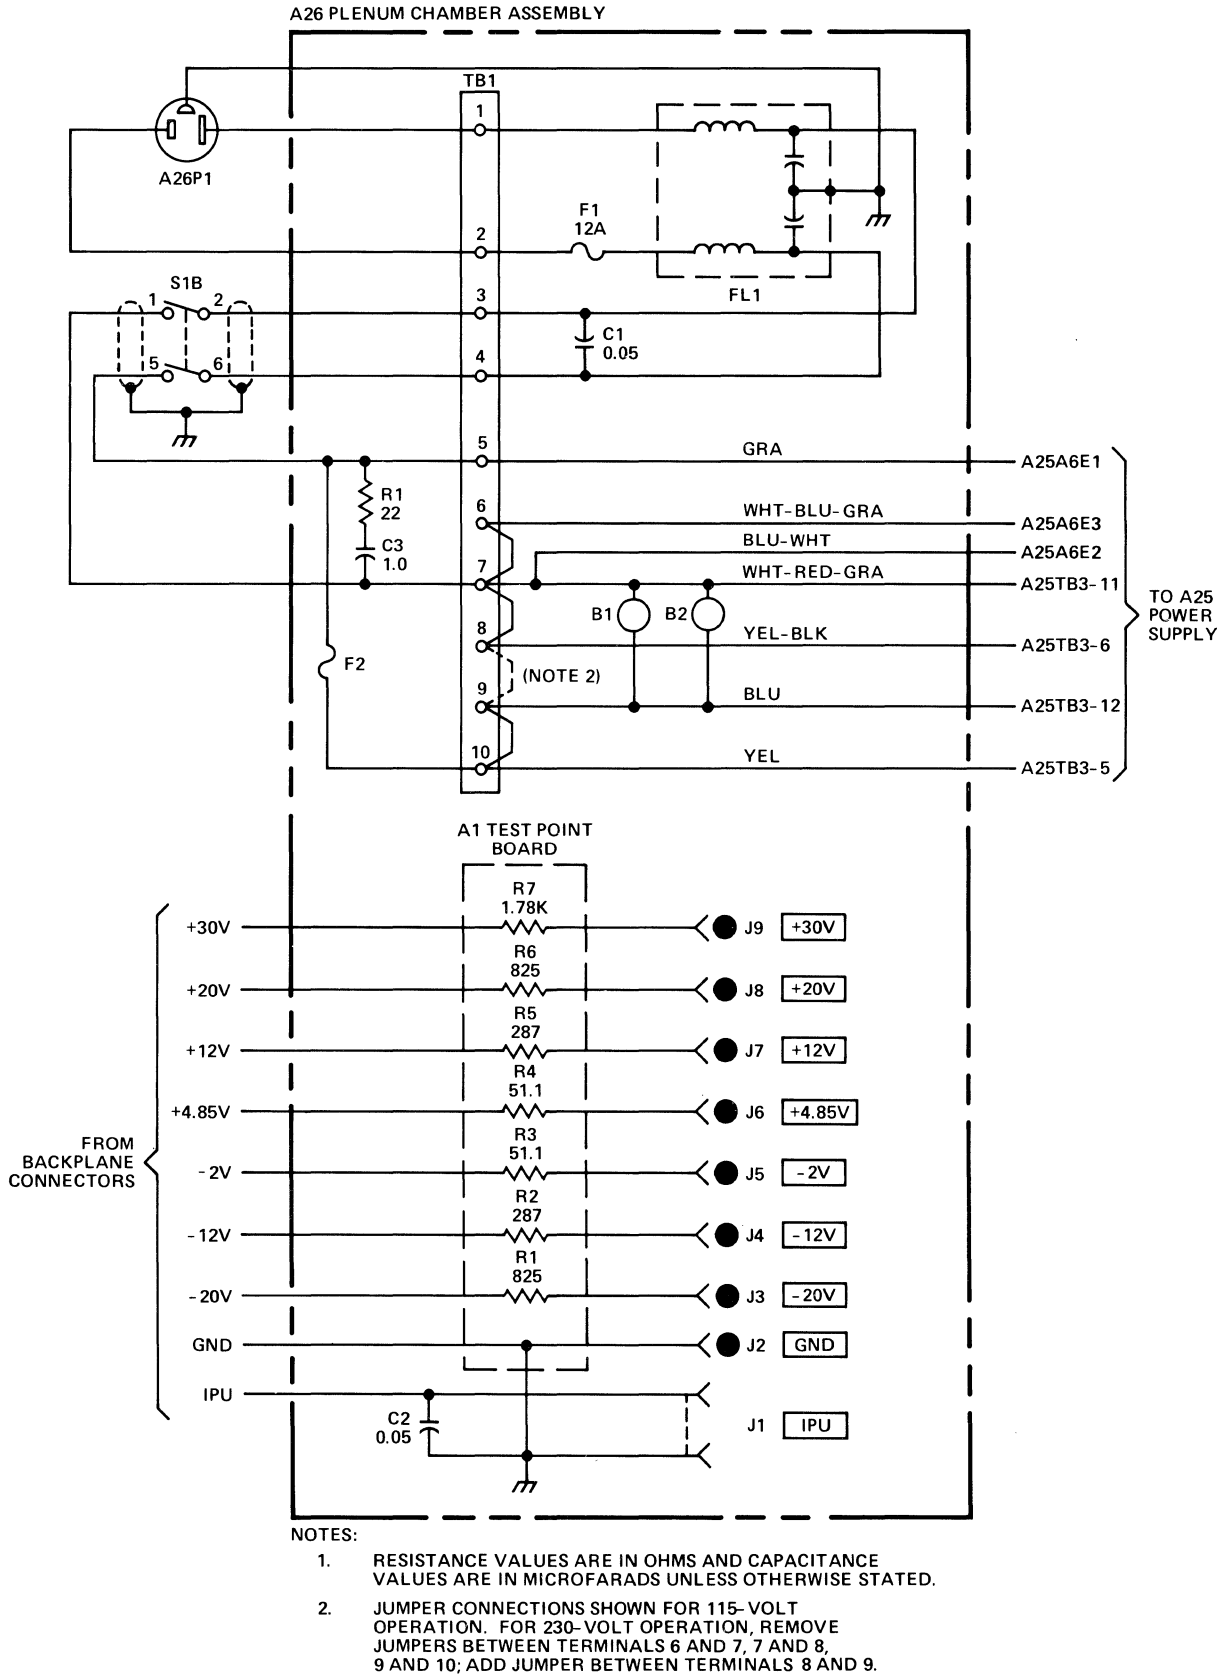 A26 PLENUM CHAMBER ASSEMBLY
TB1
1
A26P1
F1
12A
2
FL1
S1B
1 2
3
C1
0.05
5 6
4
5
GRA
A25A6E1
R1
22
6
WHT-BLU-GRA
A25A6E3
BLU-WHT
A25A6E2
C3
1.0
7
WHT-RED-GRA
A25TB3-11
B1
B2
TO A25
POWER
SUPPLY
8
YEL-BLK
A25TB3-6
F2
(NOTE 2)
9
BLU
A25TB3-12
10
YEL
A25TB3-5
A1 TEST POINT
BOARD
R7
1.78K
+30V
J9 +30V
R6
825
+20V
J8 +20V
R5
287
+12V
J7 +12V
R4
51.1
+4.85V
J6 +4.85V
FROM
BACKPLANE
CONNECTORS
R3
51.1
-2V
J5 -2V
R2
287
-12V
J4 -12V
R1
825
-20V
J3 -20V
GND
J2 GND
IPU
C2
0.05
J1 IPU
NOTES:
1. RESISTANCE VALUES ARE IN OHMS AND CAPACITANCE
VALUES ARE IN MICROFARADS UNLESS OTHERWISE STATED.
2. JUMPER CONNECTIONS SHOWN FOR 115-VOLT
OPERATION. FOR 230-VOLT OPERATION, REMOVE
JUMPERS BETWEEN TERMINALS 6 AND 7, 7 AND 8,
9 AND 10; ADD JUMPER BETWEEN TERMINALS 8 AND 9.